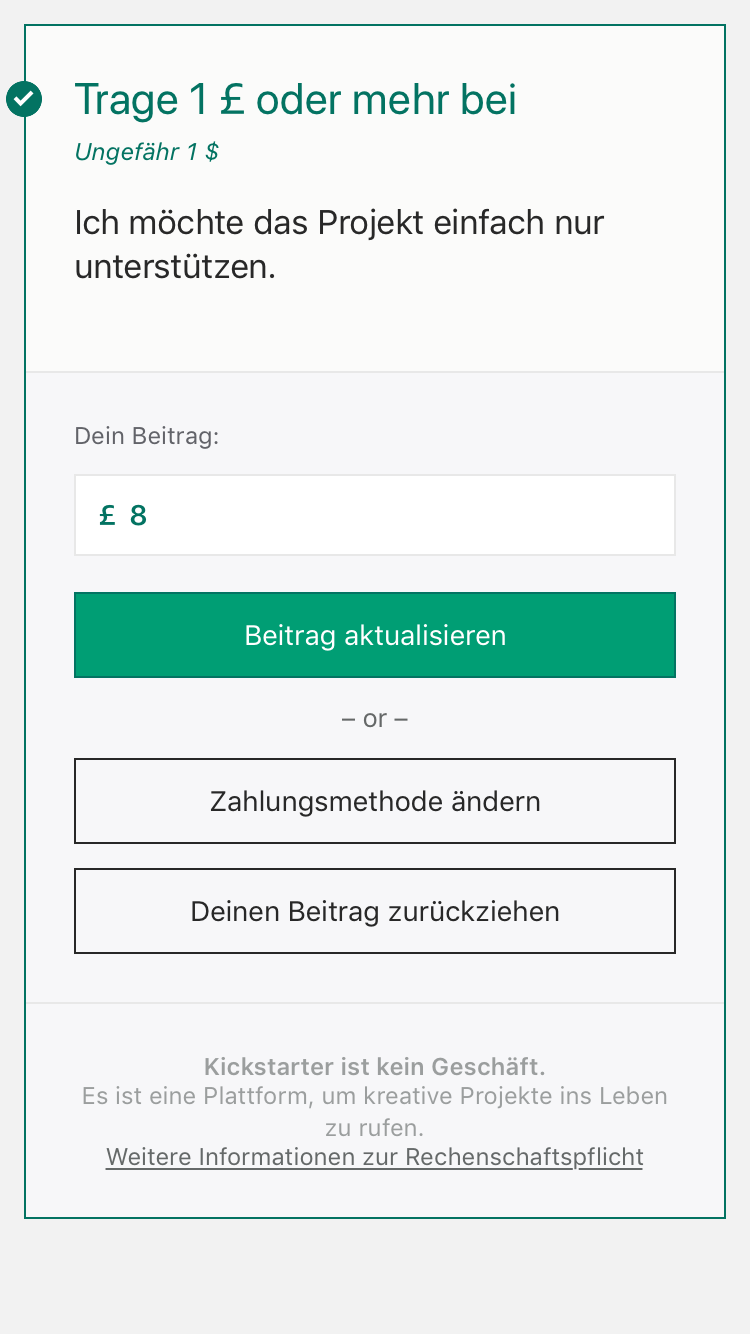 Trage 1 £ oder mehr bei
Ungefähr 1 $
Ich möchte das Projekt einfach nur
unterstützen.
Dein Beitrag:
£ 8
Beitrag aktualisieren
– or –
Zahlungsmethode ändern
Deinen Beitrag zurückziehen
Kickstarter ist kein Geschäft.
Es ist eine Plattform, um kreative Projekte ins Leben
zu rufen.
Weitere Informationen zur Rechenschaftspflicht